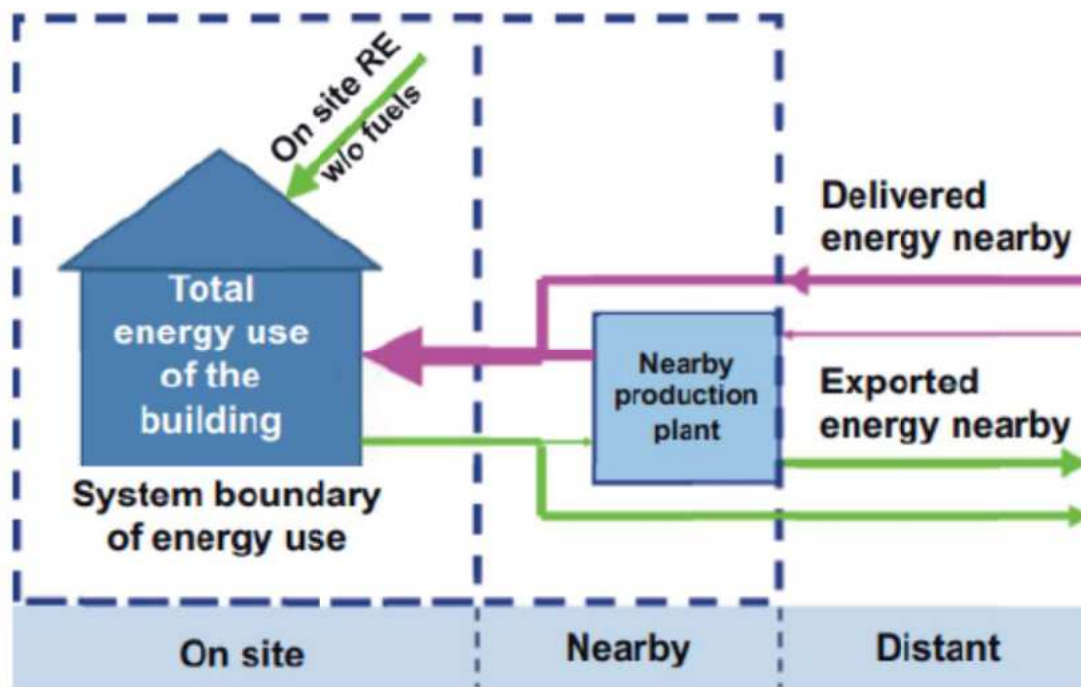 On site RE
w/o fuels
Total
energy use
of the
building
System boundary
of energy use
Nearby
production
plant
Delivered
energy nearby
Exported
energy nearby
On site
Nearby
Distant